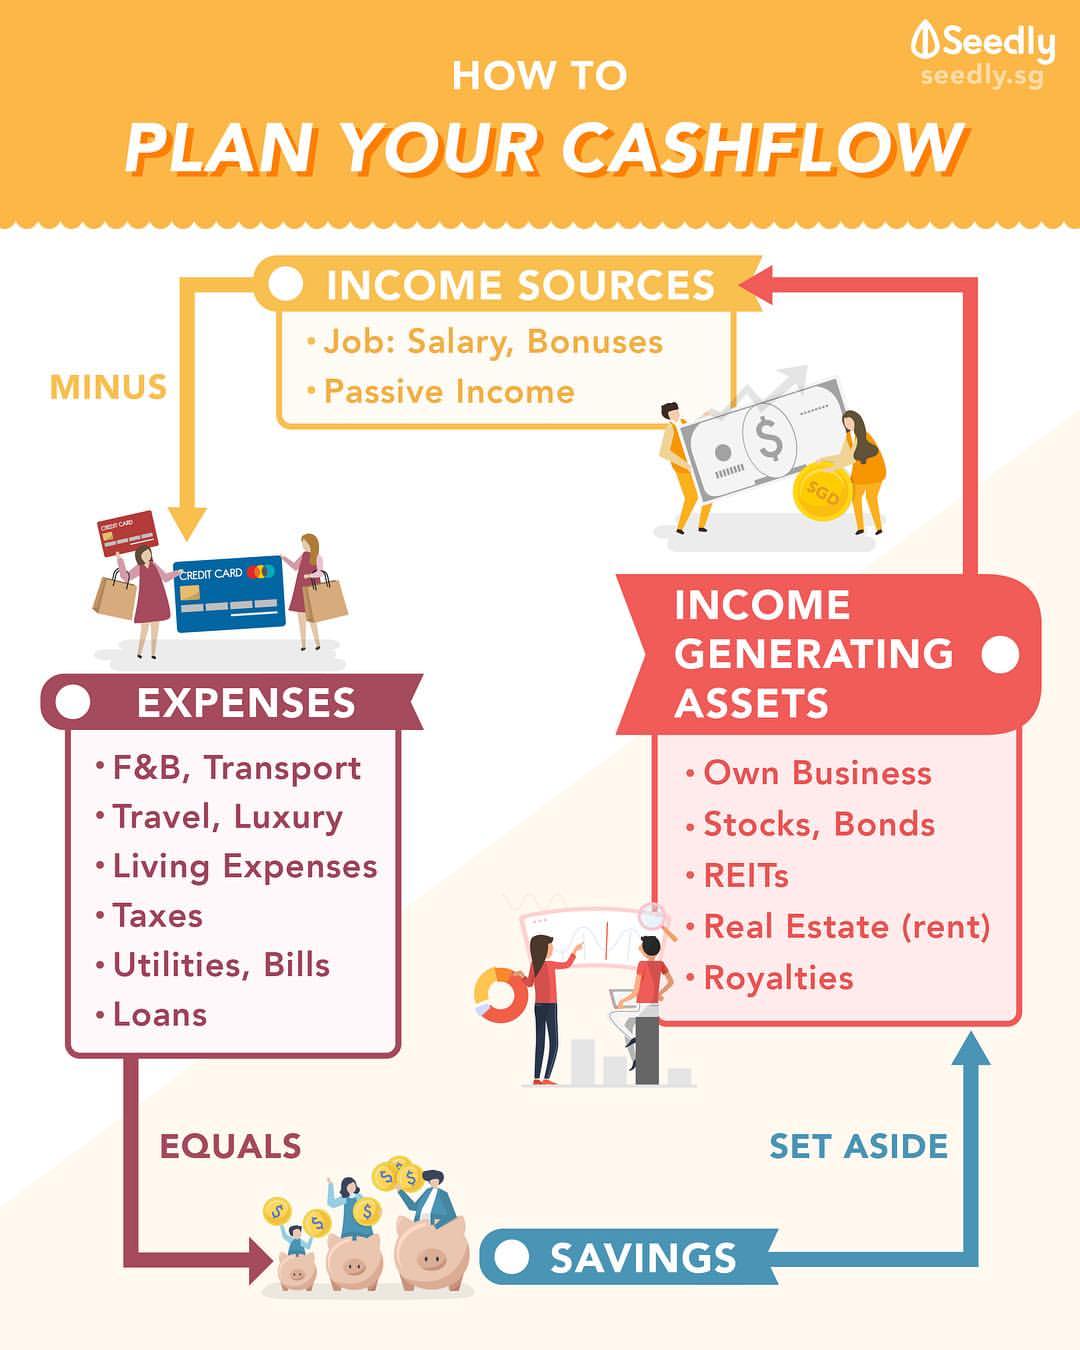 Seedly
seedly.sg
HOW TO
PLAN YOUR CASHFLOW
INCOME SOURCES
• Job: Salary, Bonuses
• Passive Income
MINUS
$
SGD
CREDIT CARD
CREDIT CARD
EXPENSES
• F&B, Transport
• Travel, Luxury
• Living Expenses
• Taxes
• Utilities, Bills
• Loans
EQUALS
$
$
$
$
$
SAVINGS
SET ASIDE
INCOME
GENERATING
ASSETS
• Own Business
• Stocks, Bonds
• REITs
• Real Estate (rent)
• Royalties